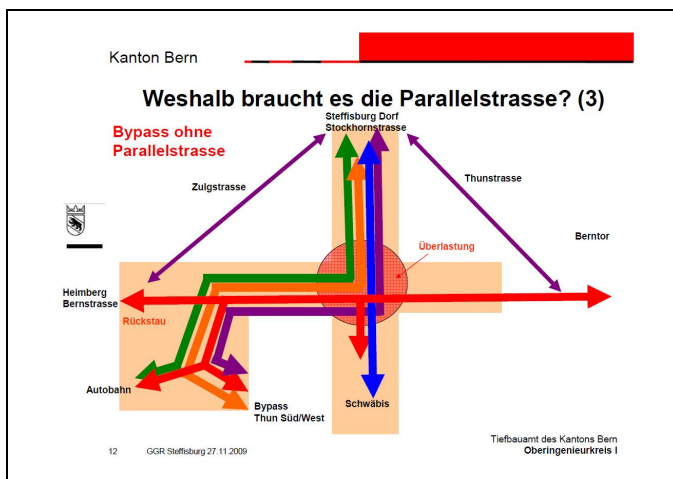 Kanton Bern
Weshalb braucht es die Parallelstrasse? (3)
Steffisburg Dorf
Stockhornstrasse
Bypass ohne
Parallelstrasse
Zulgstrasse
Thunstrasse
Berntor
Überlastung
Heimberg
Bernstrasse
Rückstau
Autobahn
Bypass
Thun Süd/West
Schwäbis
12 GGR Steffisburg 27.11.2009
Tiefbauamt des Kantons Bern
Oberingenieurkreis I